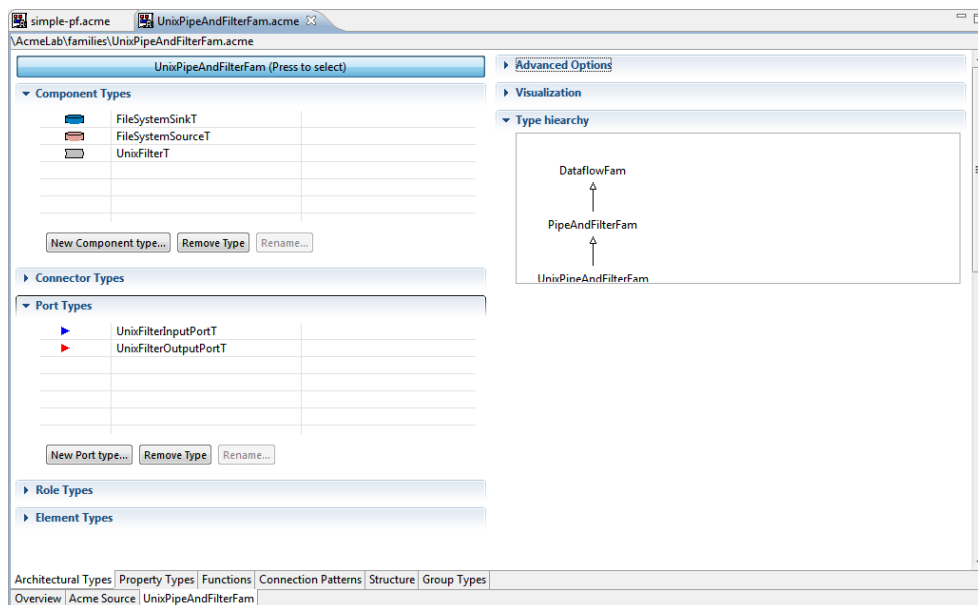 simple-pf.acme
UnixPipeAndFilterFam.acme
\AcmeLab\families\UnixPipeAndFilterFam.acme
UnixPipeAndFilterFam (Press to select)
Component Types
FileSystemSinkT
FileSystemSourceT
UnixFilterT
New Component type... Remove Type Rename...
Connector Types
Port Types
UnixFilterInputPortT
UnixFilterOutputPortT
New Port type... Remove Type Rename...
Role Types
Element Types
Advanced Options
Visualization
Type hiearchy
DataflowFam
PipeAndFilterFam
UnixPipeAndFilterFam
Architectural Types Property Types Functions Connection Patterns Structure Group Types
Overview Acme Source UnixPipeAndFilterFam